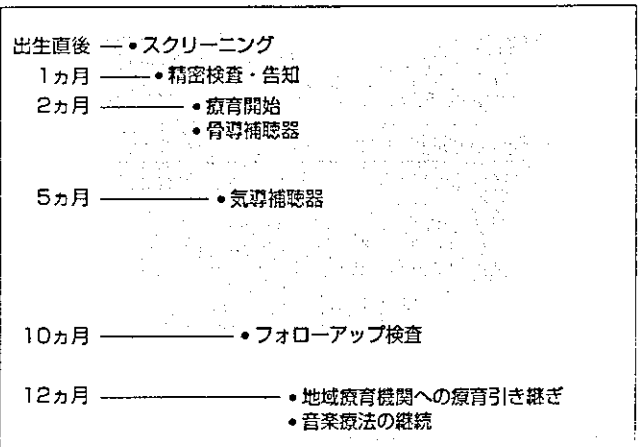 出生直後 • スクリーニング
1ヵ月 • 精密検査・告知
2ヵ月 • 療育開始
• 骨導補聴器
5ヵ月 • 気導補聴器
10ヵ月 • フォローアップ検査
12ヵ月 • 地域療育機関への療育引き継ぎ
• 音楽療法の継続